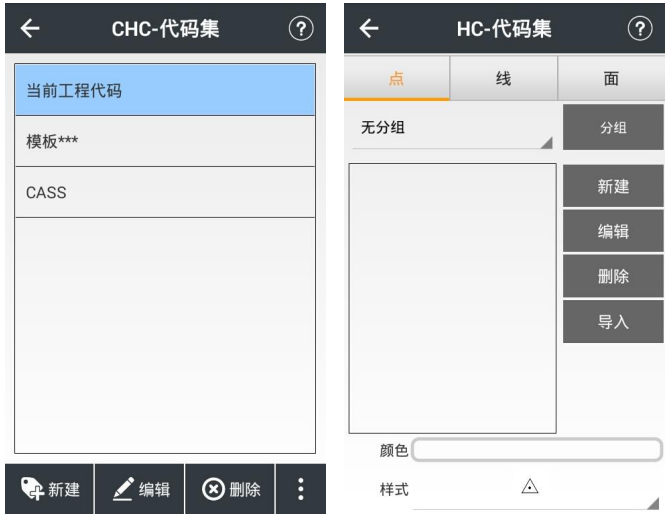 CHC-代码集
?
当前工程代码
模板***
CASS
新建
编辑
删除
HC-代码集
?
点
线
面
无分组
分组
新建
编辑
删除
导入
颜色
样式